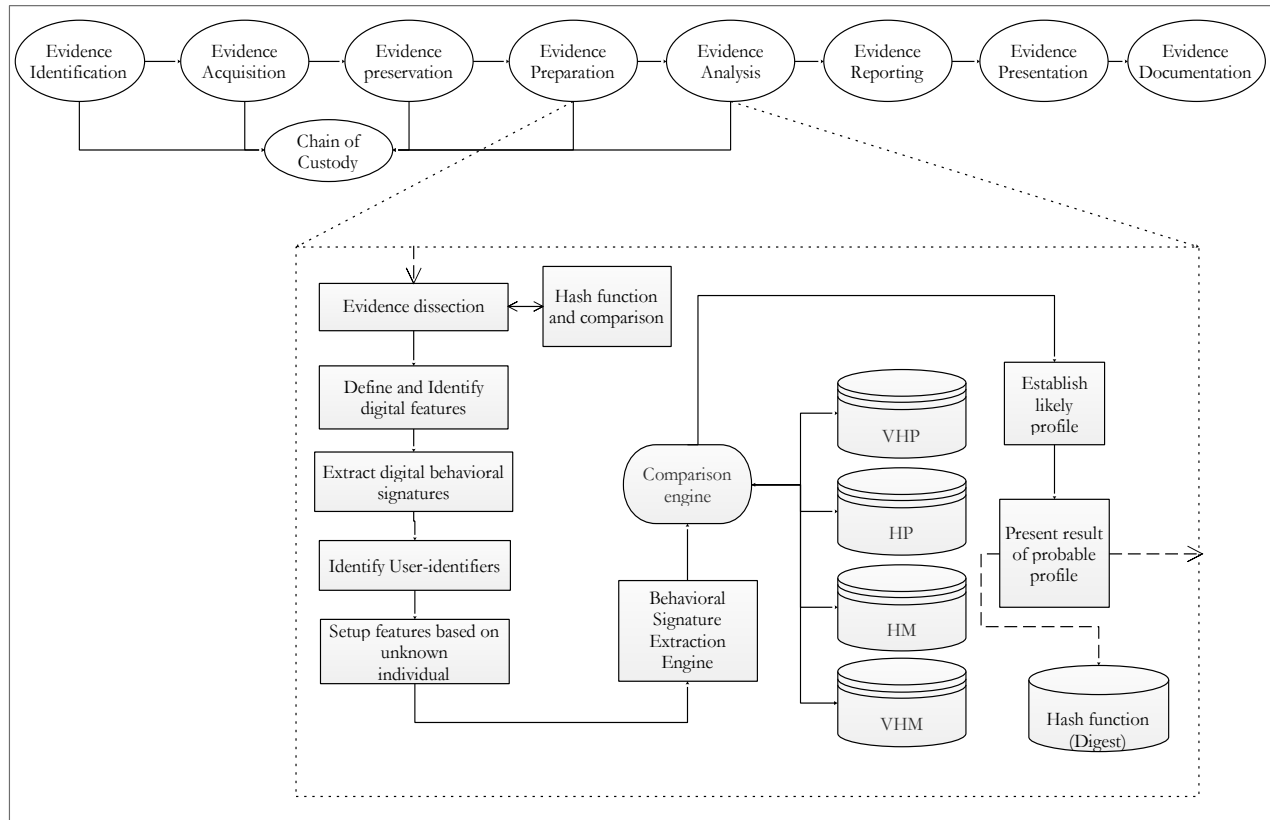 Evidence
Identification
Evidence
Acquisition
Evidence
preservation
Evidence
Preparation
Evidence
Analysis
Evidence
Reporting
Evidence
Presentation
Evidence
Documentation
Chain of
Custody
Evidence dissection
Hash function
and comparison
Define and Identify
digital features
Extract digital behavioral
signatures
Identify User-identifiers
Setup features based on
unknown
individual
Behavioral
Signature
Extraction
Engine
Comparison
engine
VHP
HP
HM
VHM
Establish
likely
profile
Present result
of probable
profile
Hash function
(Digest)